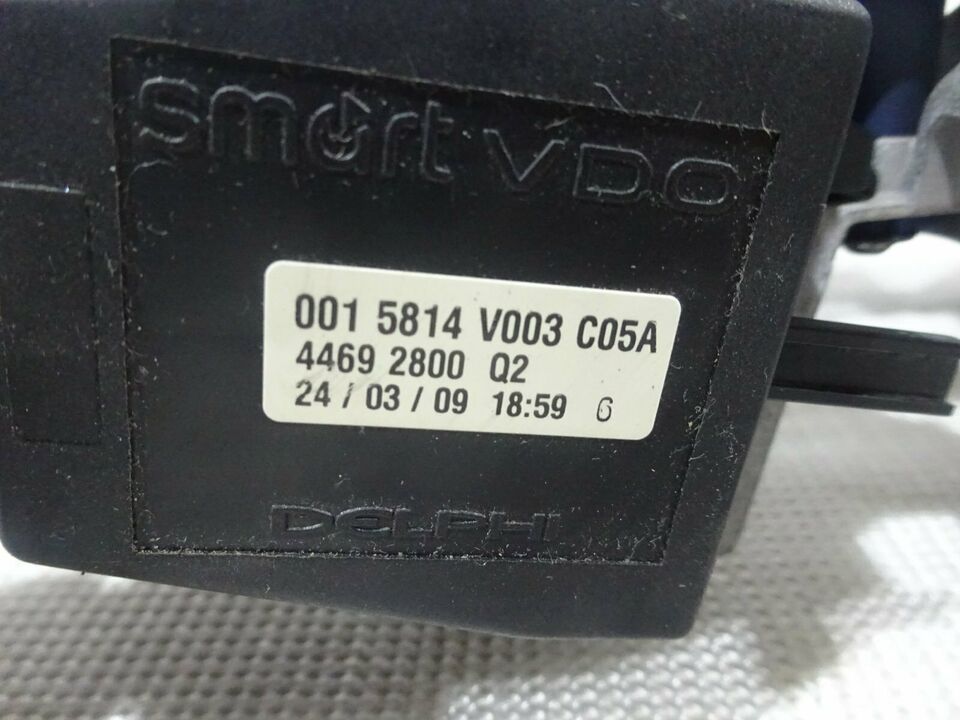 smart VDO
001 5814 V003 C05A
4469 2800 Q2
24 / 03 / 09 18:59 6
DELPHI